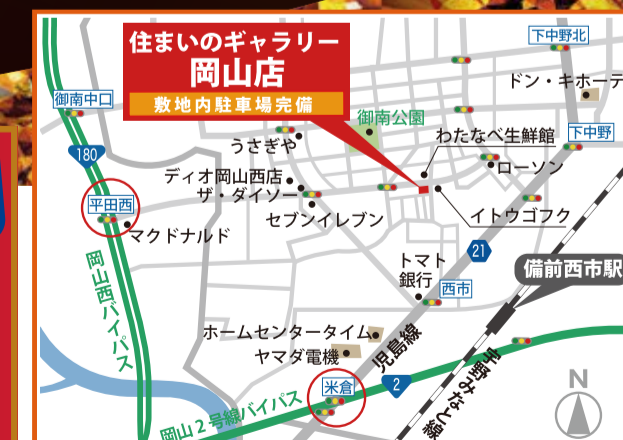 住まいのギャラリー
岡山店
敷地内駐車場完備
下中野北
ドン・キホーテ
御南中口
御南公園
うさぎや
わたなべ生鮮館
下中野
180
ディオ岡山西店
ザ・ダイソー
ローソン
平田西
セブンイレブン
イトウゴフク
マクドナルド
岡山西バイパス
21
トマト
銀行
西市
備前西市駅
ホームセンタータイム
ヤマダ電機
児島線
宇野みなと線
米倉
2
岡山2号線バイパス
N